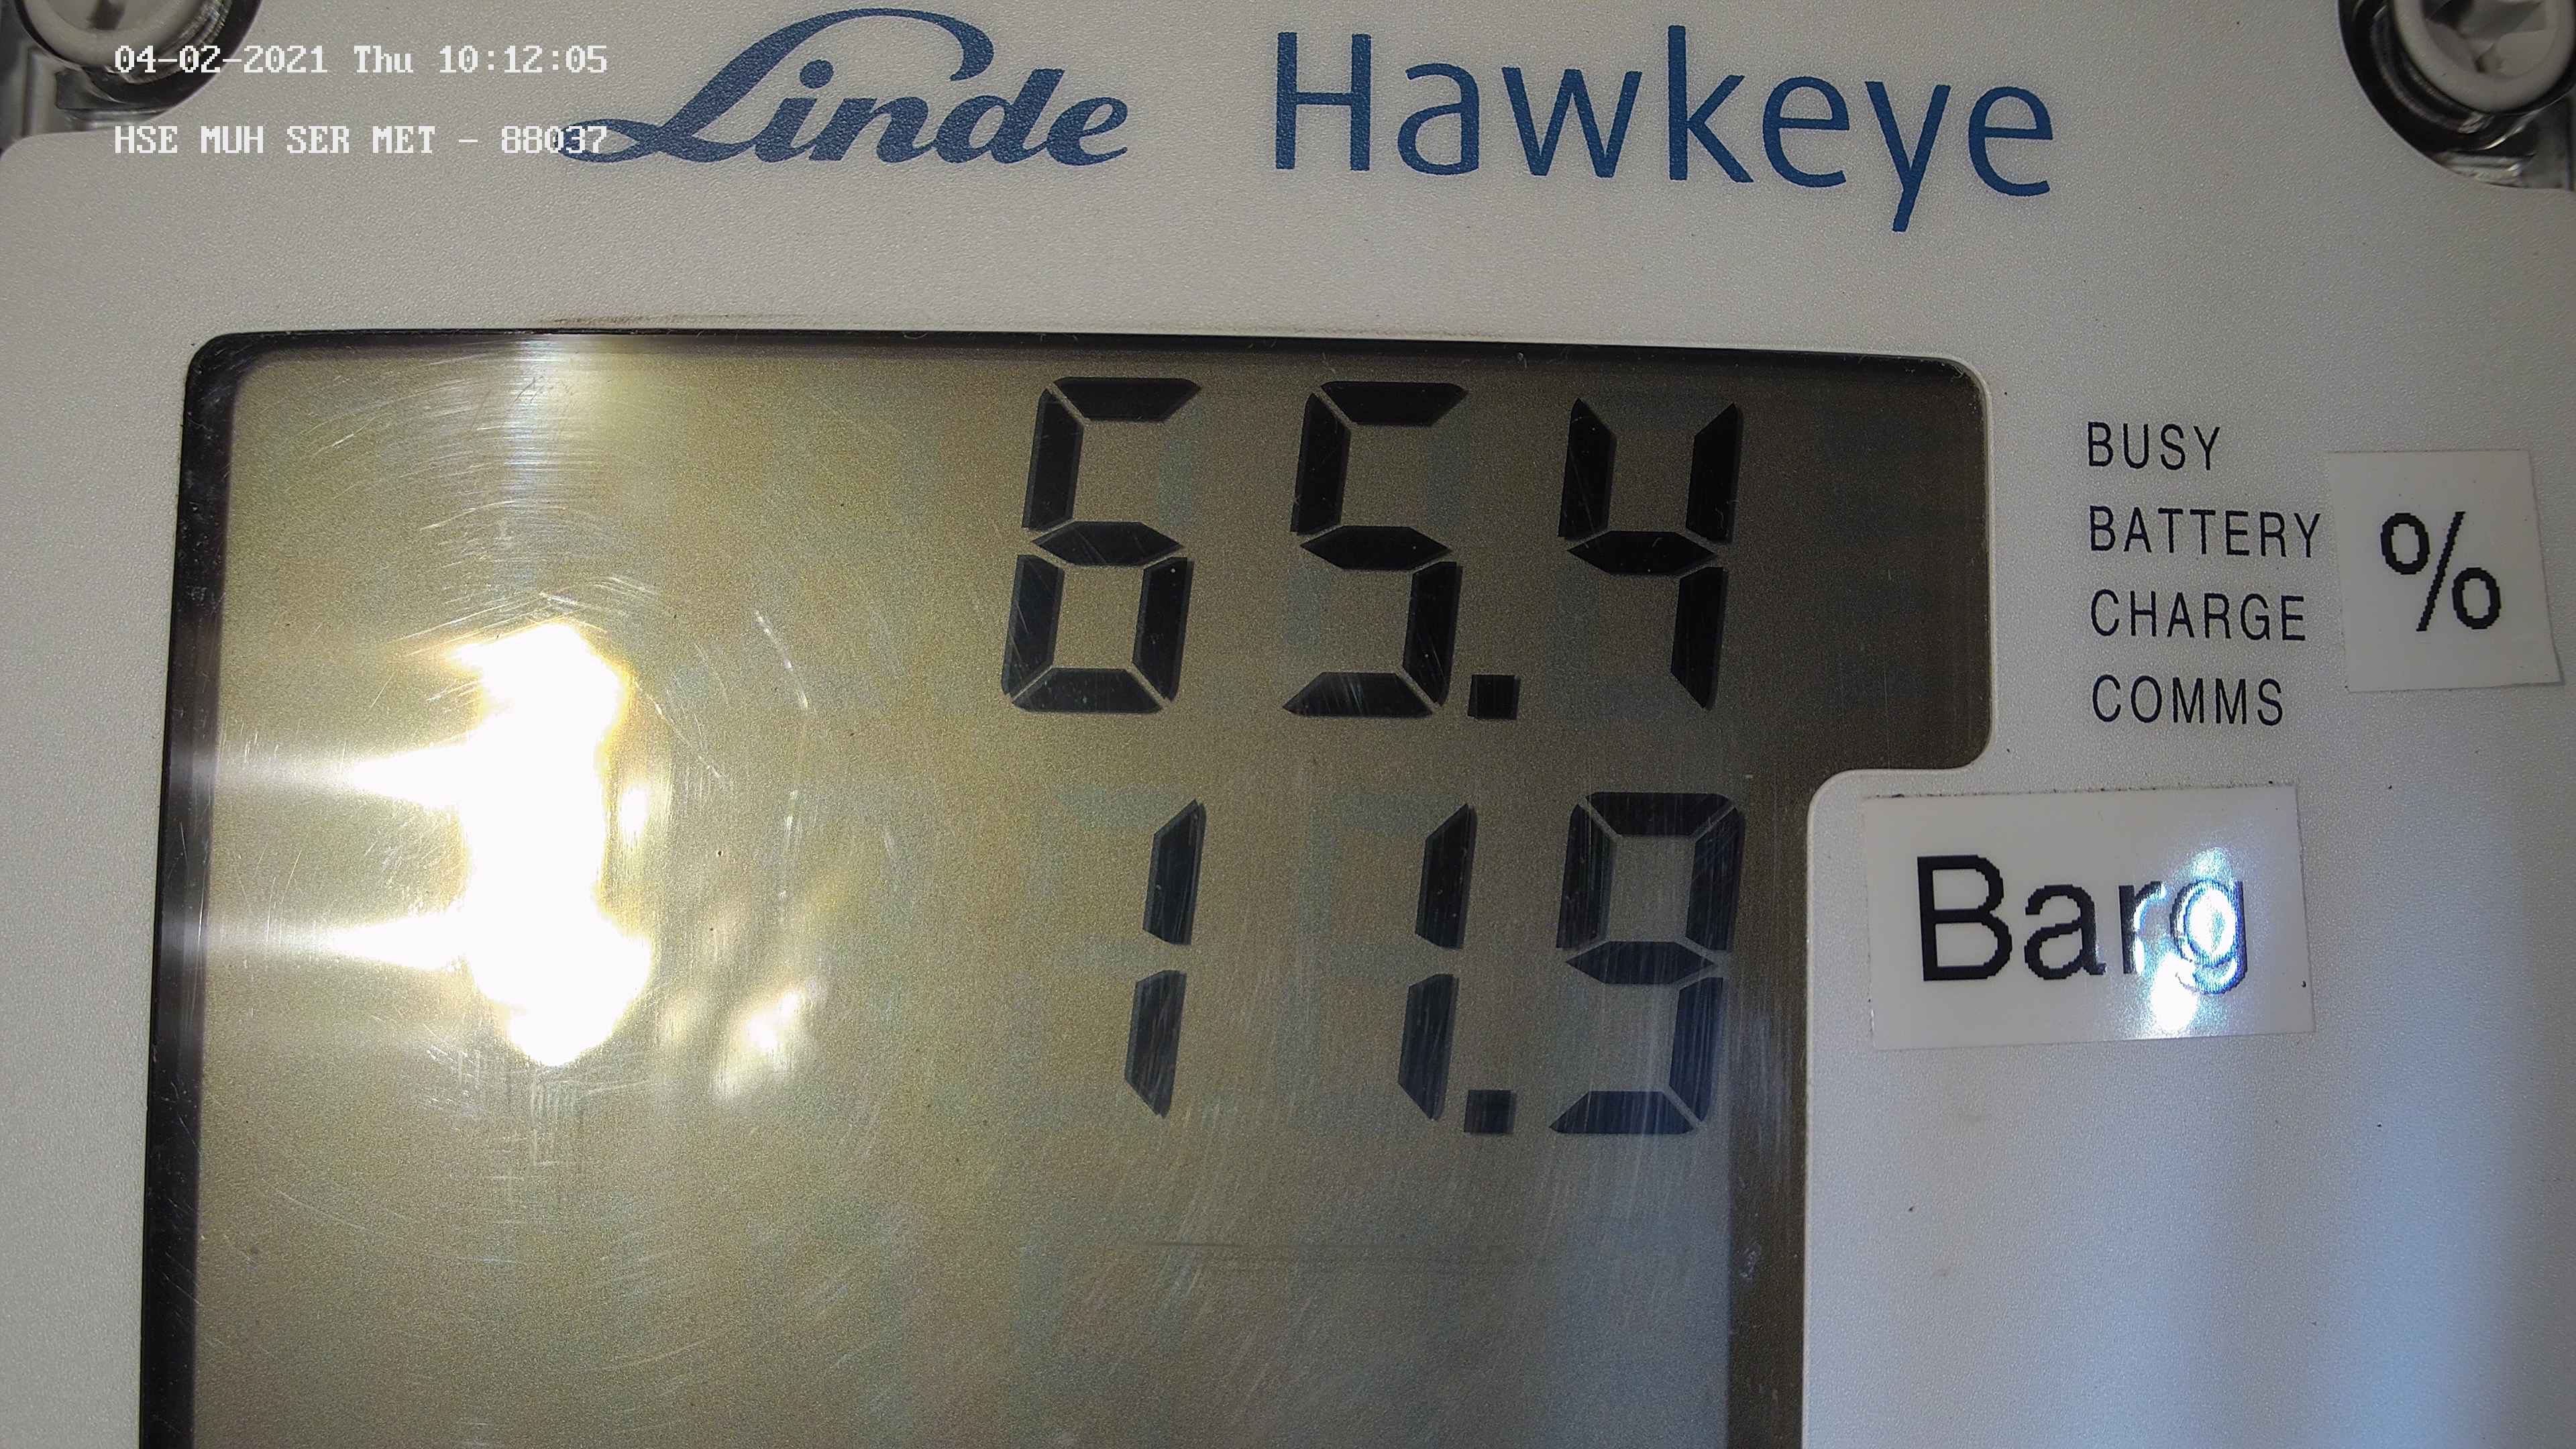 04-02-2021 Thu 10:12:05
HSE MUH SER MET - 88037
Linde Hawkeye
65.4
BUSY
BATTERY
CHARGE
COMMS
%
11.9
Barg